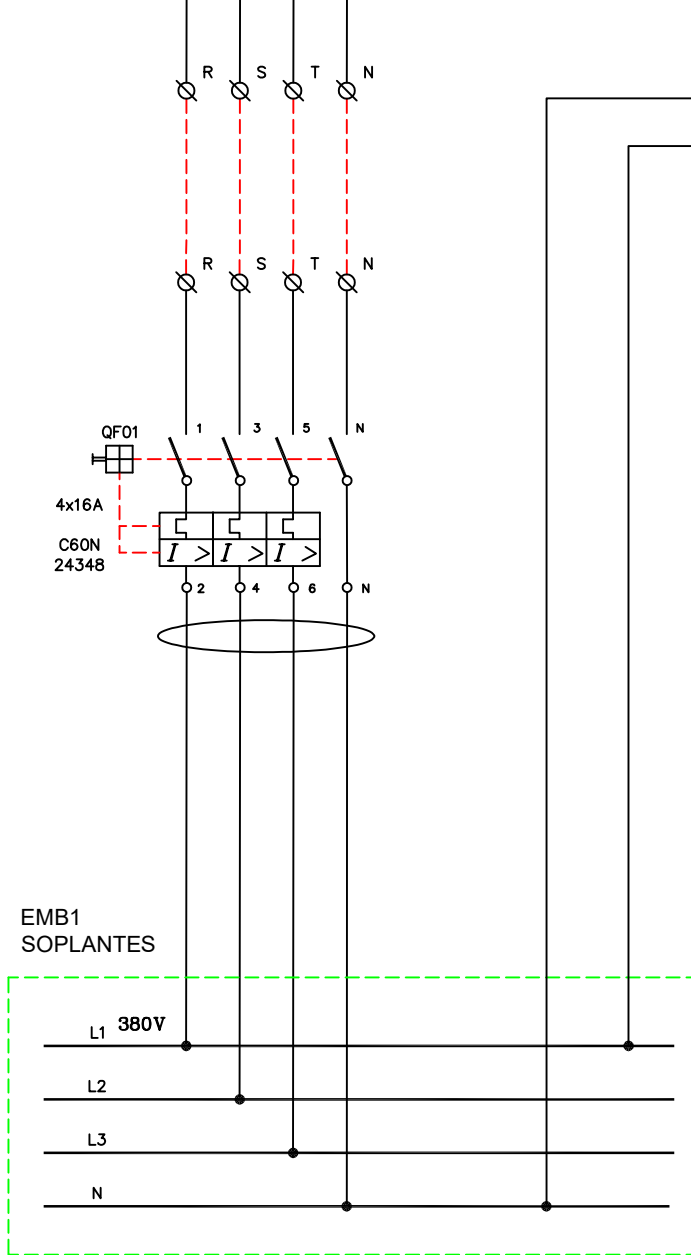 R S T N
R S T N
QF01
1 3 5 N
4x16A
C60N
24348
I > I > I >
2 4 6 N
EMB1
SOPLANTES
L1 380V
L2
L3
N